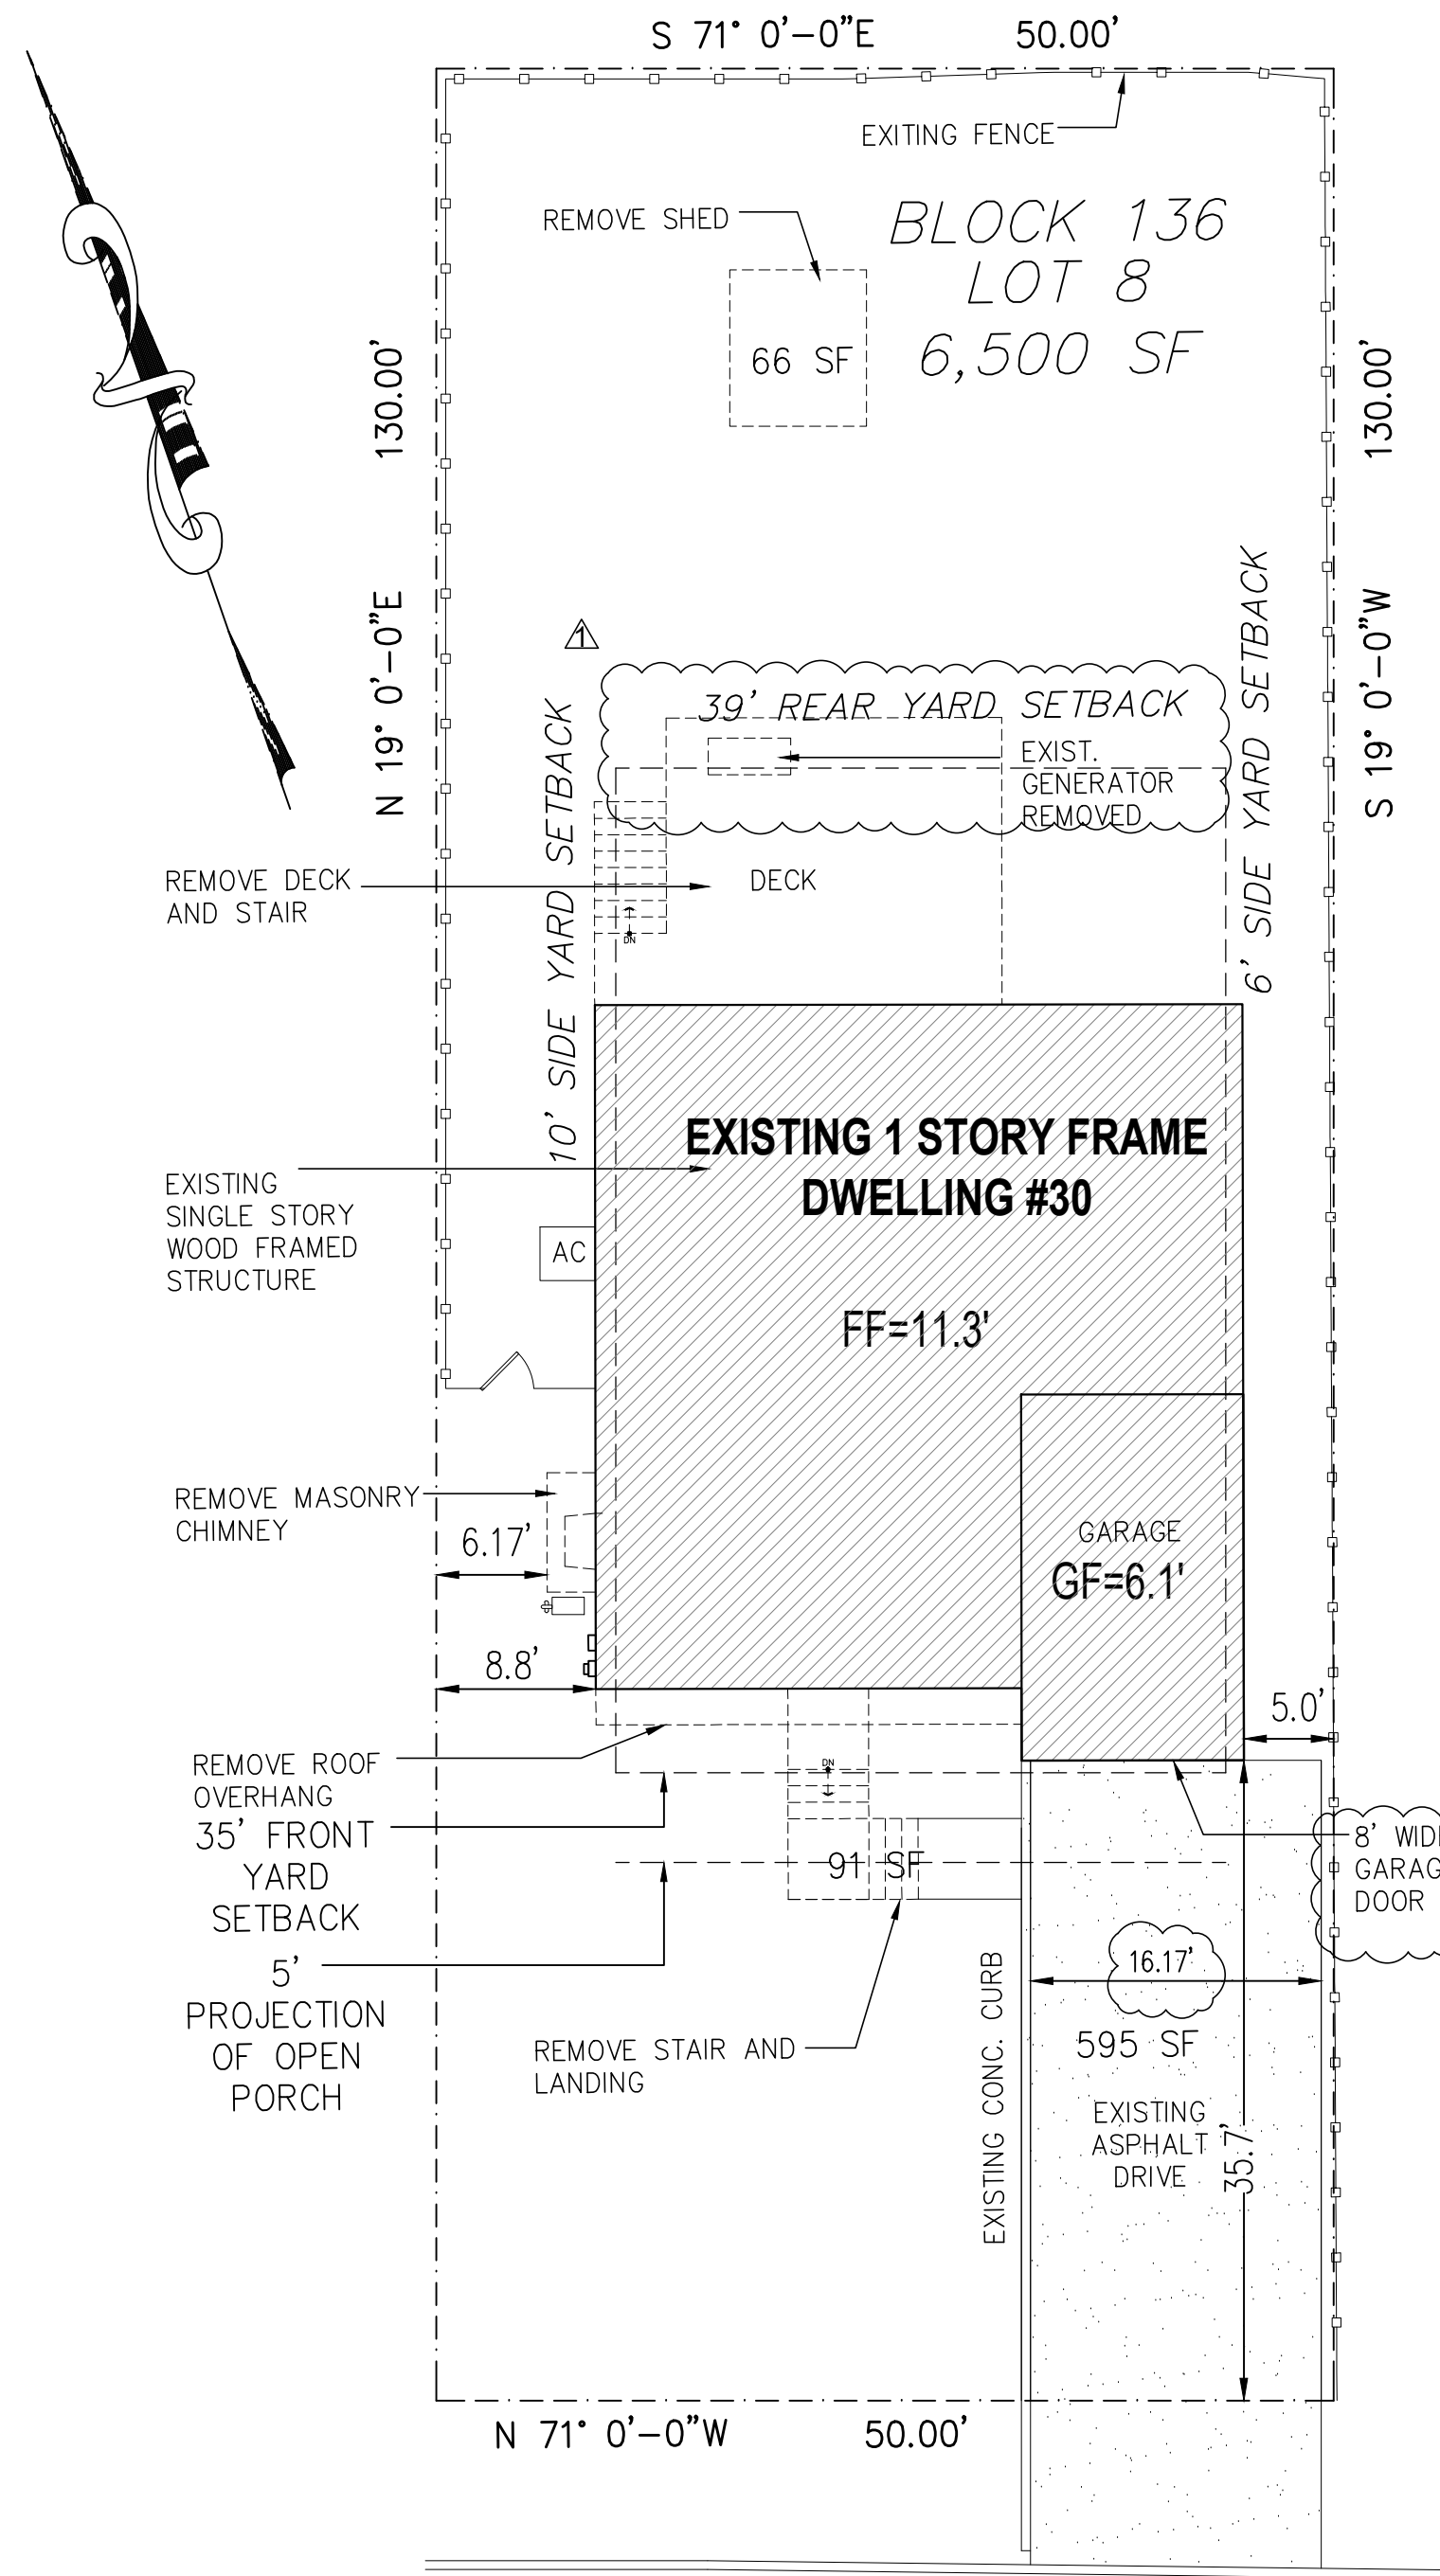 S 71° 0'-0"E 50.00'
EXITING FENCE
REMOVE SHED
BLOCK 136
LOT 8
6,500 SF
66 SF
130.00'
N 19° 0'-0"E
130.00'
S 19° 0'-0"W
1
39' REAR YARD SETBACK
EXIST.
GENERATOR
REMOVED
10' SIDE YARD SETBACK
6' SIDE YARD SETBACK
REMOVE DECK
AND STAIR
DECK
DN
EXISTING 1 STORY FRAME
DWELLING #30
EXISTING
SINGLE STORY
WOOD FRAMED
STRUCTURE
AC
FF=11.3'
REMOVE MASONRY
CHIMNEY
6.17'
GARAGE
GF=6.1'
8.8'
5.0'
REMOVE ROOF
OVERHANG
DN
35' FRONT
YARD
SETBACK
91 SF
8' WID
GARAG
DOOR
5'
PROJECTION
OF OPEN
PORCH
16.17'
595 SF
REMOVE STAIR AND
LANDING
EXISTING CONC. CURB
EXISTING
ASPHALT
DRIVE
35.7'
N 71° 0'-0"W 50.00'